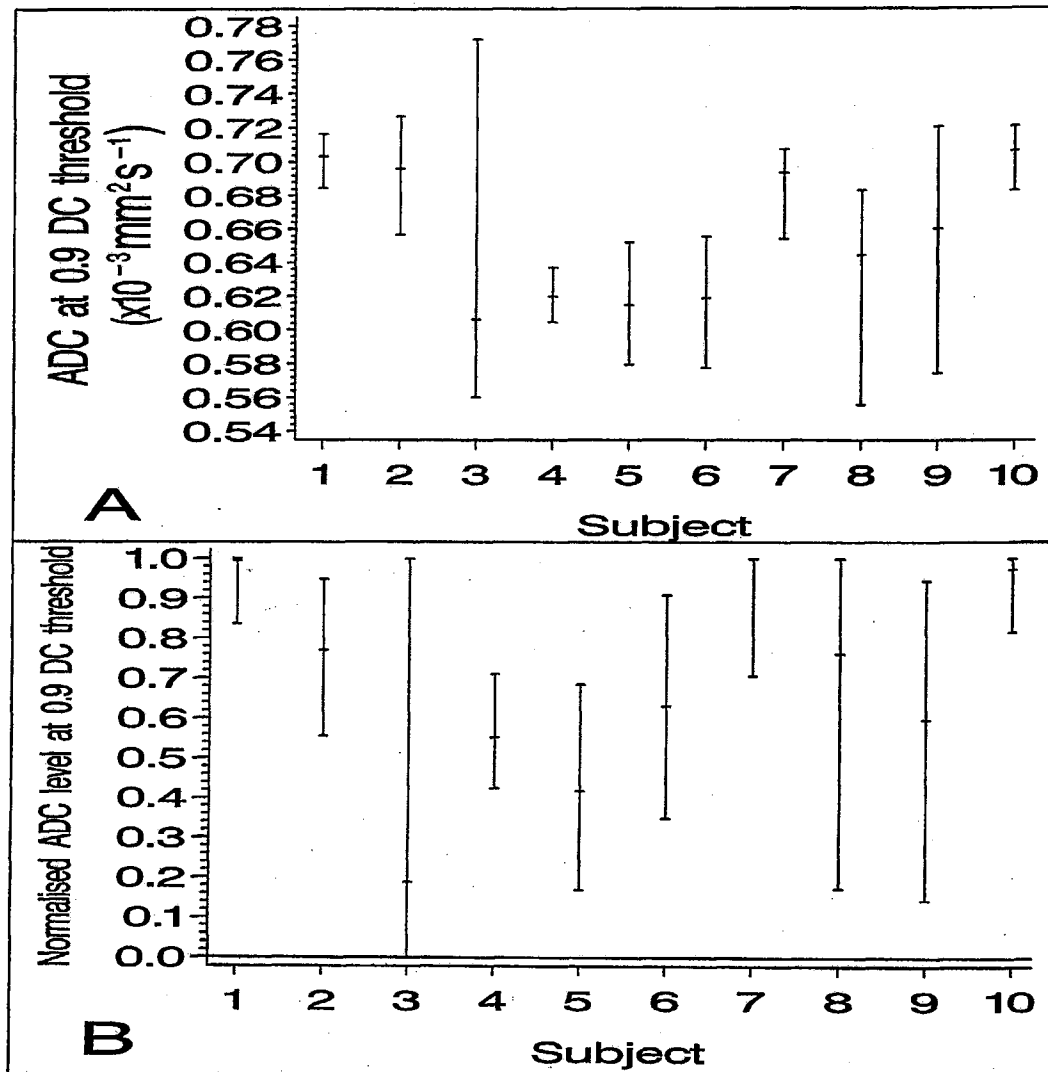 ADC at 0.9 DC threshold
(x10⁻³mm²s⁻¹)
0.78
0.76
0.74
0.72
0.70
0.68
0.66
0.64
0.62
0.60
0.58
0.56
0.54
1 2 3 4 5 6 7 8 9 10
Subject
A
Normalised ADC level at 0.9 DC threshold
1.0
0.9
0.8
0.7
0.6
0.5
0.4
0.3
0.2
0.1
0.0
1 2 3 4 5 6 7 8 9 10
Subject
B